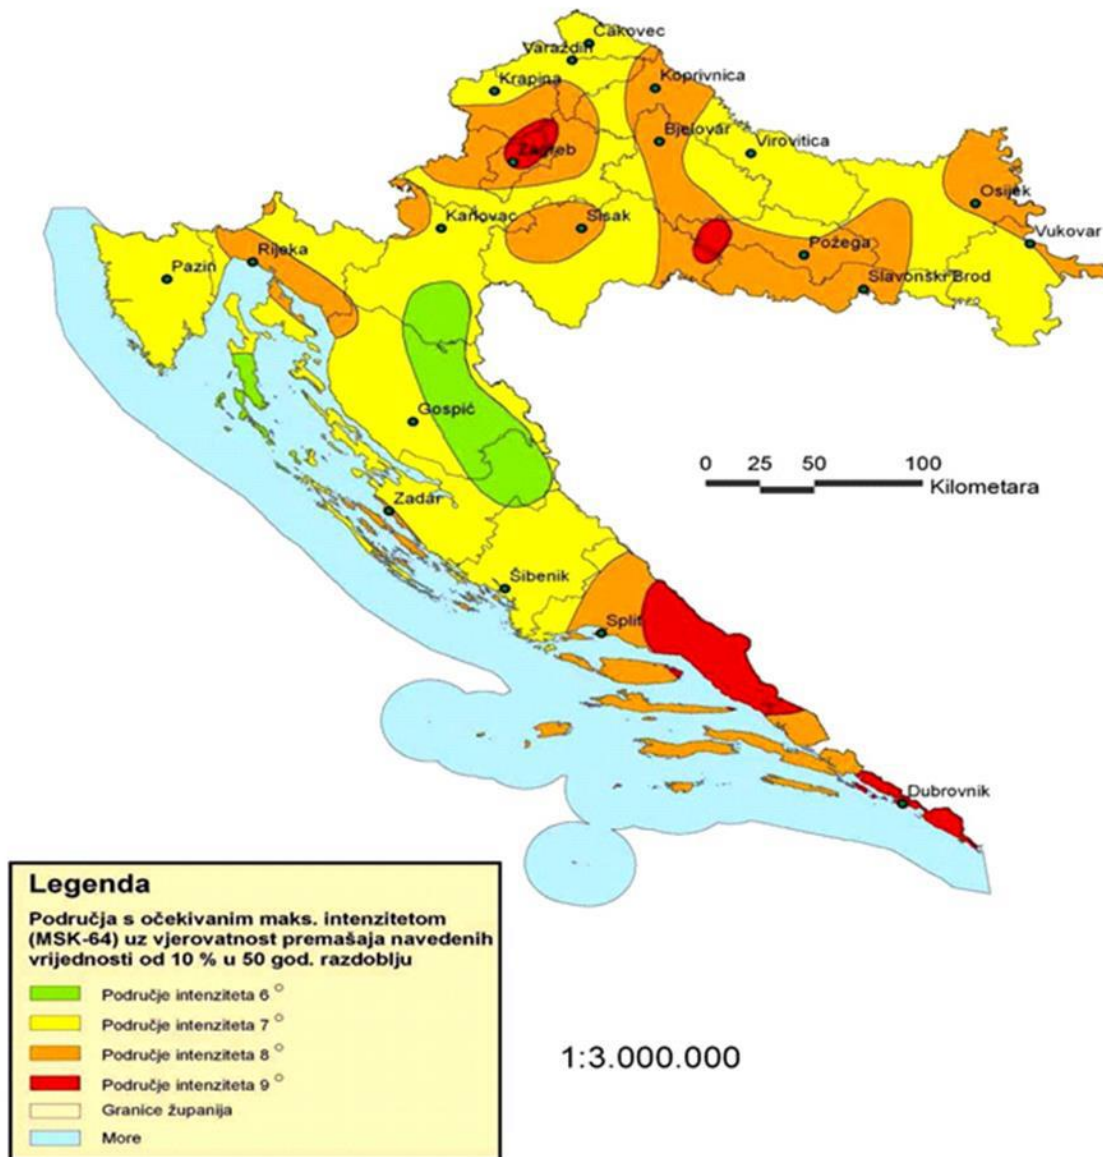 Čakovec
Varaždin
Krapina
Koprivnica
Bjelovar
Zagreb
Virovitica
Osijek
Karlovac
Sisak
Vukovar
Rijeka
Požega
Pazin
Slavonski Brod
Gospić
0 25 50 100
Kilometara
Zadar
Šibenik
Split
Dubrovnik
Legenda
Područja s očekivanim maks. intenzitetom
(MSK-64) uz vjerovatnost premašaja navedenih
vrijednosti od 10 % u 50 god. razdoblju
Područje intenziteta 6 °
Područje intenziteta 7 °
Područje intenziteta 8 °
Područje intenziteta 9 °
Granice županija
More
1:3.000.000